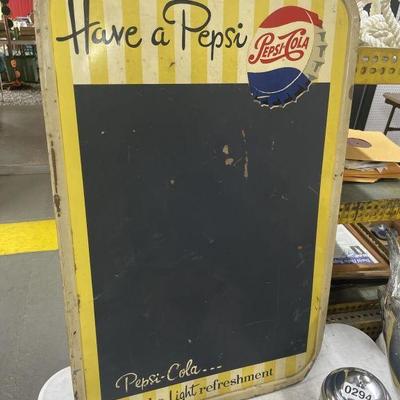 Have a Pepsi
PEPSI-COLA
Pepsi-Cola---
Light refreshment
0294